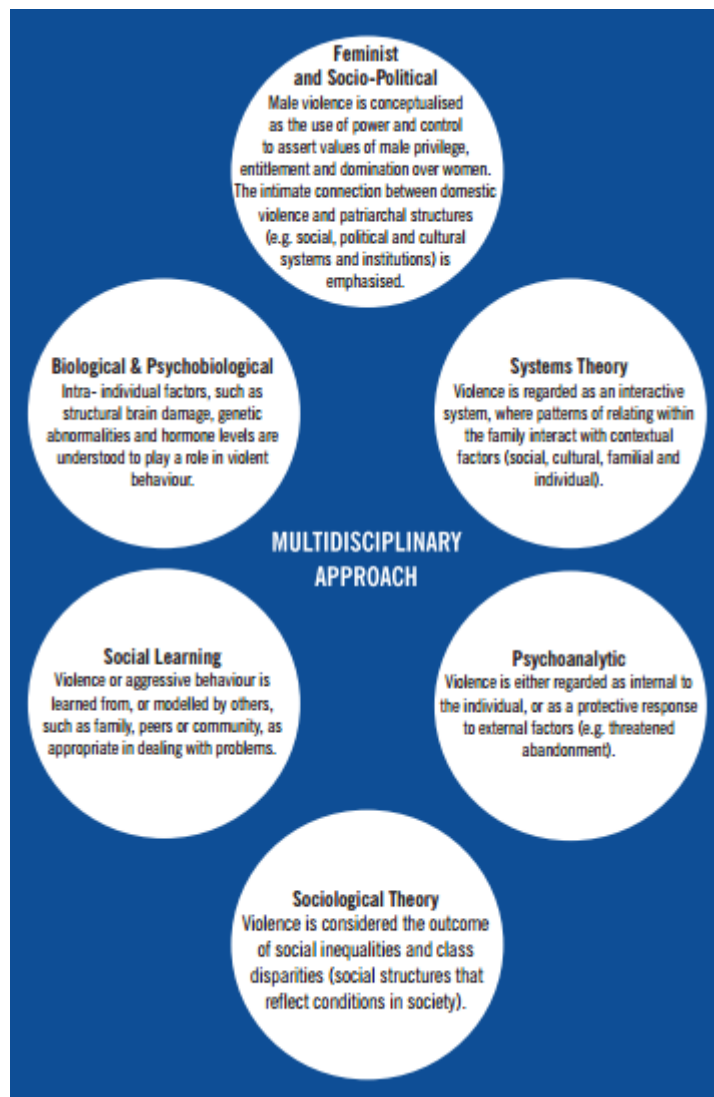 Feminist
and Socio-Political
Male violence is conceptualised
as the use of power and control
to assert values of male privilege,
entitlement and domination over women.
The intimate connection between domestic
violence and patriarchal structures
(e.g. social, political and cultural
systems and institutions) is
emphasised.
Biological & Psychobiological
Intra- individual factors, such as
structural brain damage, genetic
abnormalities and hormone levels are
understood to play a role in violent
behaviour.
Systems Theory
Violence is regarded as an interactive
system, where patterns of relating within
the family interact with contextual
factors (social, cultural, familial and
individual).
MULTIDISCIPLINARY
APPROACH
Social Learning
Violence or aggressive behaviour is
learned from, or modelled by others,
such as family, peers or community, as
appropriate in dealing with problems.
Psychoanalytic
Violence is either regarded as internal to
the individual, or as a protective response
to external factors (e.g. threatened
abandonment).
Sociological Theory
Violence is considered the outcome
of social inequalities and class
disparities (social structures that
reflect conditions in society).